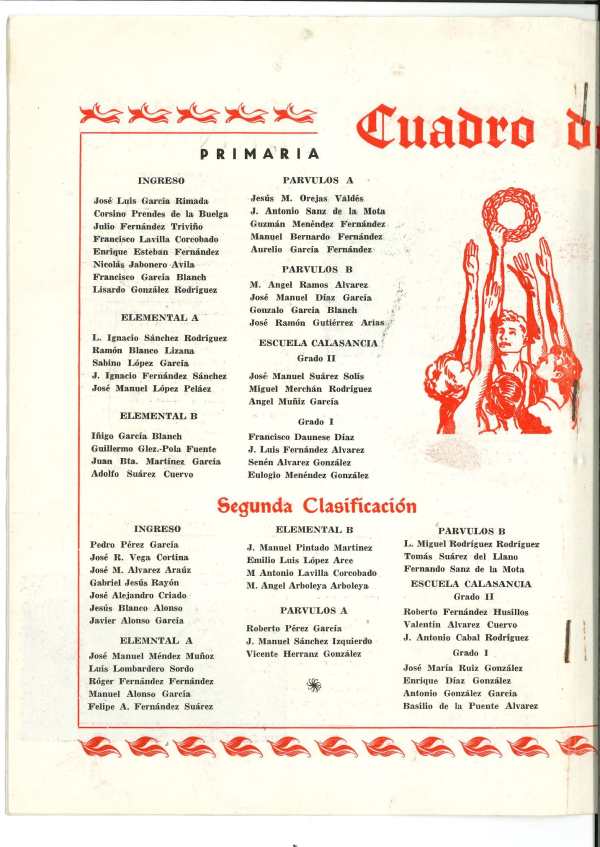 Cuadro de
PRIMARIA
INGRESO
José Luis García Rimada
Corsino Prendes de la Buelga
Julio Fernández Triviño
Francisco Lavilla Corcobado
Enrique Esteban Fernández
Nicolás Jabonero Avila
Francisco García Blanch
Lisardo González Rodríguez
ELEMENTAL A
L. Ignacio Sánchez Rodríguez
Ramón Blanco Lizana
Sabino López García
J. Ignacio Fernández Sánchez
José Manuel López Peláez
ELEMENTAL B
Iñigo García Blanch
Guillermo Glez.-Pola Fuente
Juan Bta. Martínez García
Adolfo Suárez Cuervo
PARVULOS A
Jesús M. Orejas Valdés
J. Antonio Sanz de la Mota
Guzmán Menéndez Fernández
Manuel Bernardo Fernández
Aurelio García Fernández
PARVULOS B
M. Angel Ramos Alvarez
José Manuel Díaz García
Gonzalo García Blanch
José Ramón Gutiérrez Arias
ESCUELA CALASANCIA
Grado II
José Manuel Suárez Solís
Miguel Merchán Rodríguez
Angel Muñiz García
Grado I
Francisco Daunese Díaz
J. Luis Fernández Alvarez
Senén Alvarez González
Eulogio Menéndez González
Segunda Clasificación
INGRESO
Pedro Pérez García
José R. Vega Cortina
José M. Alvarez Araúz
Gabriel Jesús Rayón
José Alejandro Criado
Jesús Blanco Alonso
Javier Alonso García
ELEMNTAL A
José Manuel Méndez Muñoz
Luis Lombardero Sordo
Róger Fernández Fernández
Manuel Alonso García
Felipe A. Fernández Suárez
ELEMENTAL B
J. Manuel Pintado Martínez
Emilio Luis López Arce
M Antonio Lavilla Corcobado
M. Angel Arboleya Arboleya
PARVULOS A
Roberto Pérez García
J. Manuel Sánchez Izquierdo
Vicente Herranz González
PARVULOS B
L. Miguel Rodríguez Rodríguez
Tomás Suárez del Llano
Fernando Sanz de la Mota
ESCUELA CALASANCIA
Grado II
Roberto Fernández Husillos
Valentín Alvarez Cuervo
J. Antonio Cabal Rodríguez
Grado I
José María Ruiz González
Enrique Díaz González
Antonio González García
Basilio de la Puente Alvarez